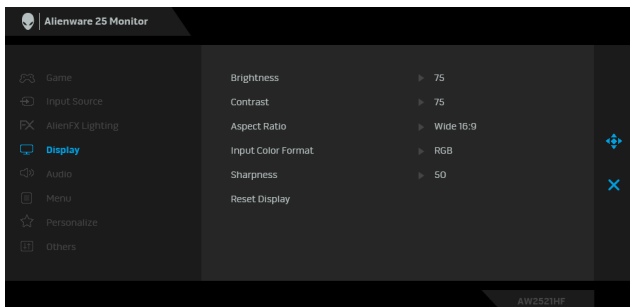 Alienware 25 Monitor
Game
Input Source
AlienFX Lighting
Display
Audio
Menu
Personalize
Others
Brightness 75
Contrast 75
Aspect Ratio Wide 16:9
Input Color Format RGB
Sharpness 50
Reset Display
AW2521HF